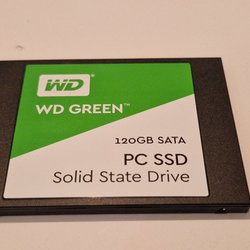 WD
WD GREEN™
120GB SATA
PC SSD
Solid State Drive